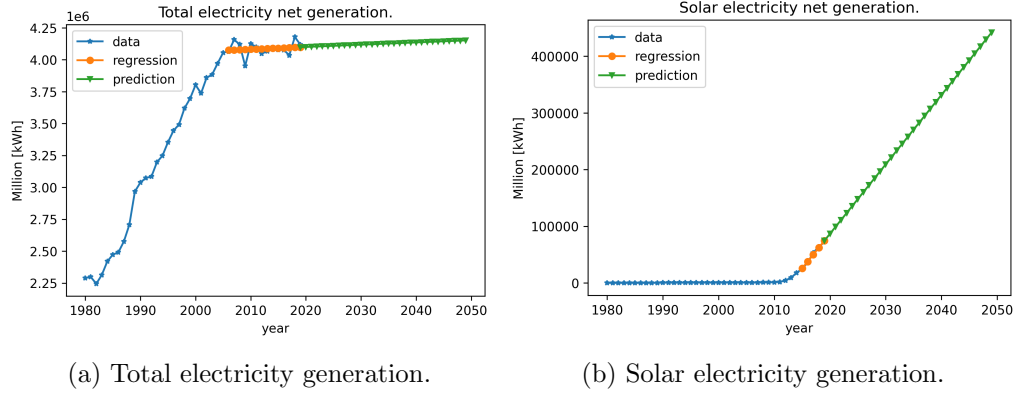 Total electricity net generation.
1e6
4.25
4.00
3.75
3.50
3.25
3.00
2.75
2.50
2.25
Million [kWh]
data
regression
prediction
1980 1990 2000 2010 2020 2030 2040 2050
year
(a) Total electricity generation.
Solar electricity net generation.
400000
300000
200000
100000
0
Million [kWh]
data
regression
prediction
1980 1990 2000 2010 2020 2030 2040 2050
year
(b) Solar electricity generation.